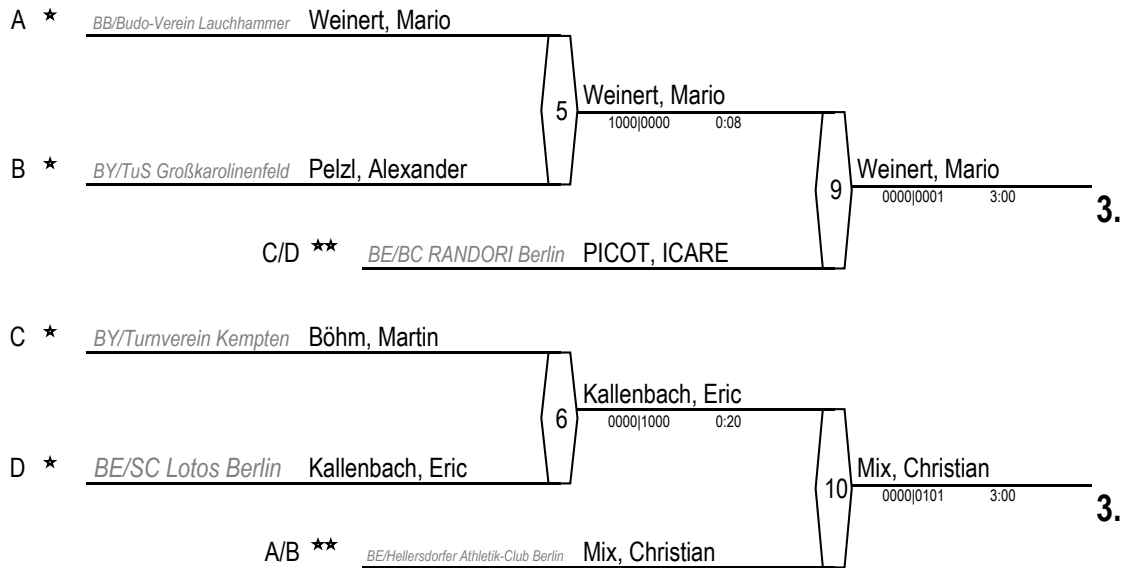 A ★ BB/Budo-Verein Lauchhammer Weinert, Mario
5 Weinert, Mario
1000|0000 0:08
B ★ BY/TuS Großkarolinenfeld Pelzl, Alexander
9 Weinert, Mario
0000|0001 3:00
3.
C/D ★★ BE/BC RANDORI Berlin PICOT, ICARE
C ★ BY/Turnverein Kempten Böhm, Martin
6 Kallenbach, Eric
0000|1000 0:20
D ★ BE/SC Lotos Berlin Kallenbach, Eric
10 Mix, Christian
0000|0101 3:00
3.
A/B ★★ BE/Hellersdorfer Athletik-Club Berlin Mix, Christian